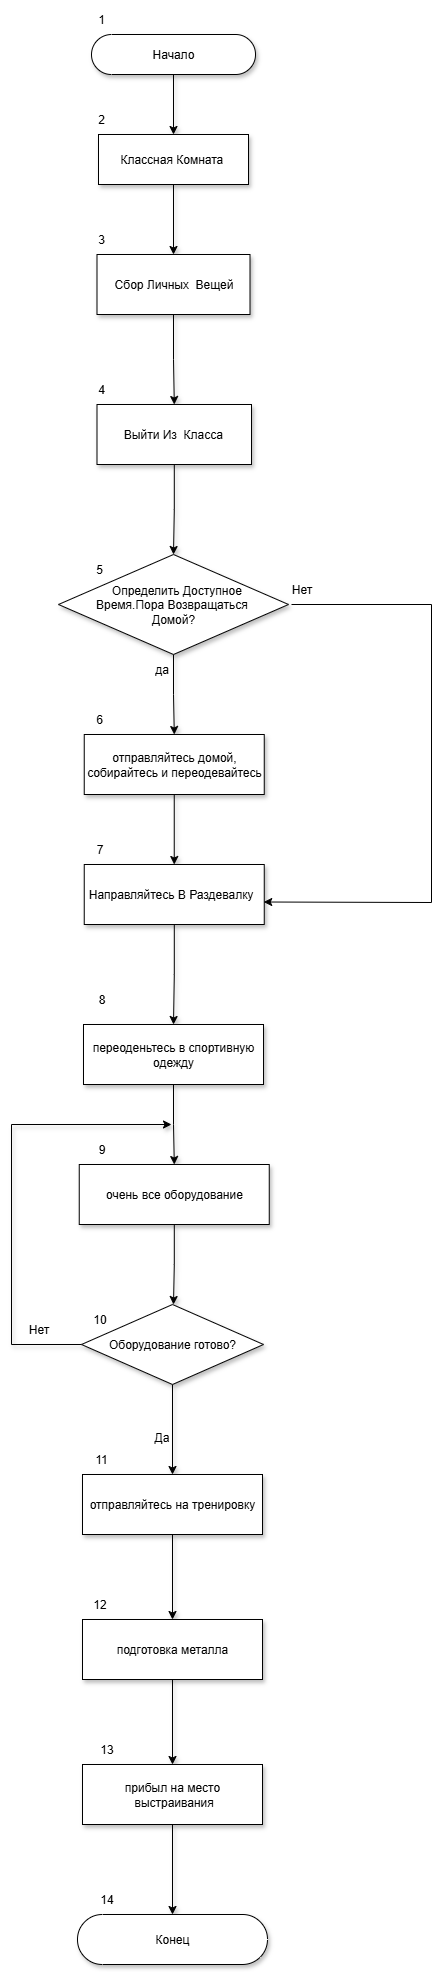 1
Начало
2
Классная Комната
3
Сбор Личных  Вещей
4
Выйти Из  Класса
5
Определить Доступное
Время.Пора Возвращаться
Домой?
Нет
да
6
отправляйтесь домой,
собирайтесь и переодевайтесь
7
Направляйтесь В Раздевалку
8
переоденьтесь в спортивную
одежду
9
очень все оборудование
10
Оборудование готово?
Нет
Да
11
отправляйтесь на тренировку
12
подготовка металла
13
прибыл на место
выстраивания
14
Конец